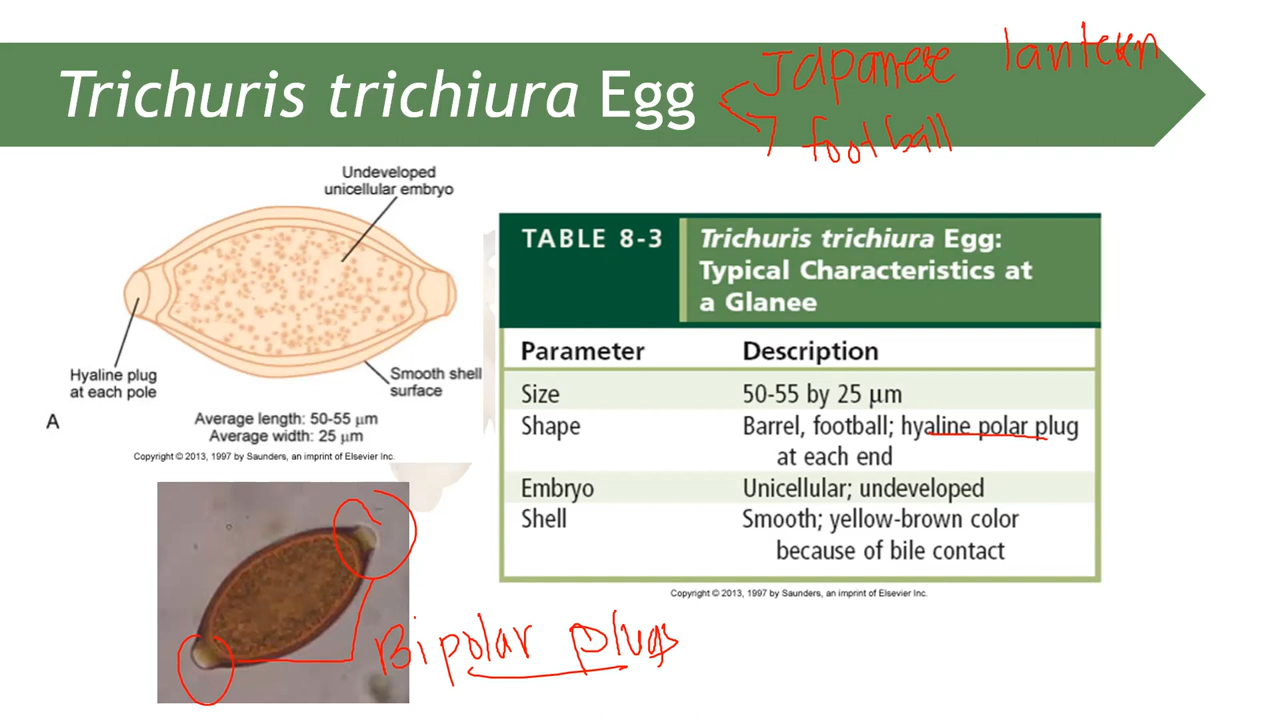 Japanese lantern
Trichuris trichiura Egg
football
Undeveloped
unicellular embryo
Hyaline plug
at each pole
Smooth shell
surface
A
Average length: 50-55 μm
Average width: 25 μm
Copyright © 2013, 1997 by Saunders, an imprint of Elsevier Inc.
TABLE 8-3
Trichuris trichiura Egg:
Typical Characteristics at
a Glanee
Parameter Description
Size 50-55 by 25 μm
Shape Barrel, football; hyaline polar plug
at each end
Embryo Unicellular; undeveloped
Shell Smooth; yellow-brown color
because of bile contact
Copyright © 2013, 1997 by Saunders, an imprint of Elsevier Inc.
Bipolar plugs